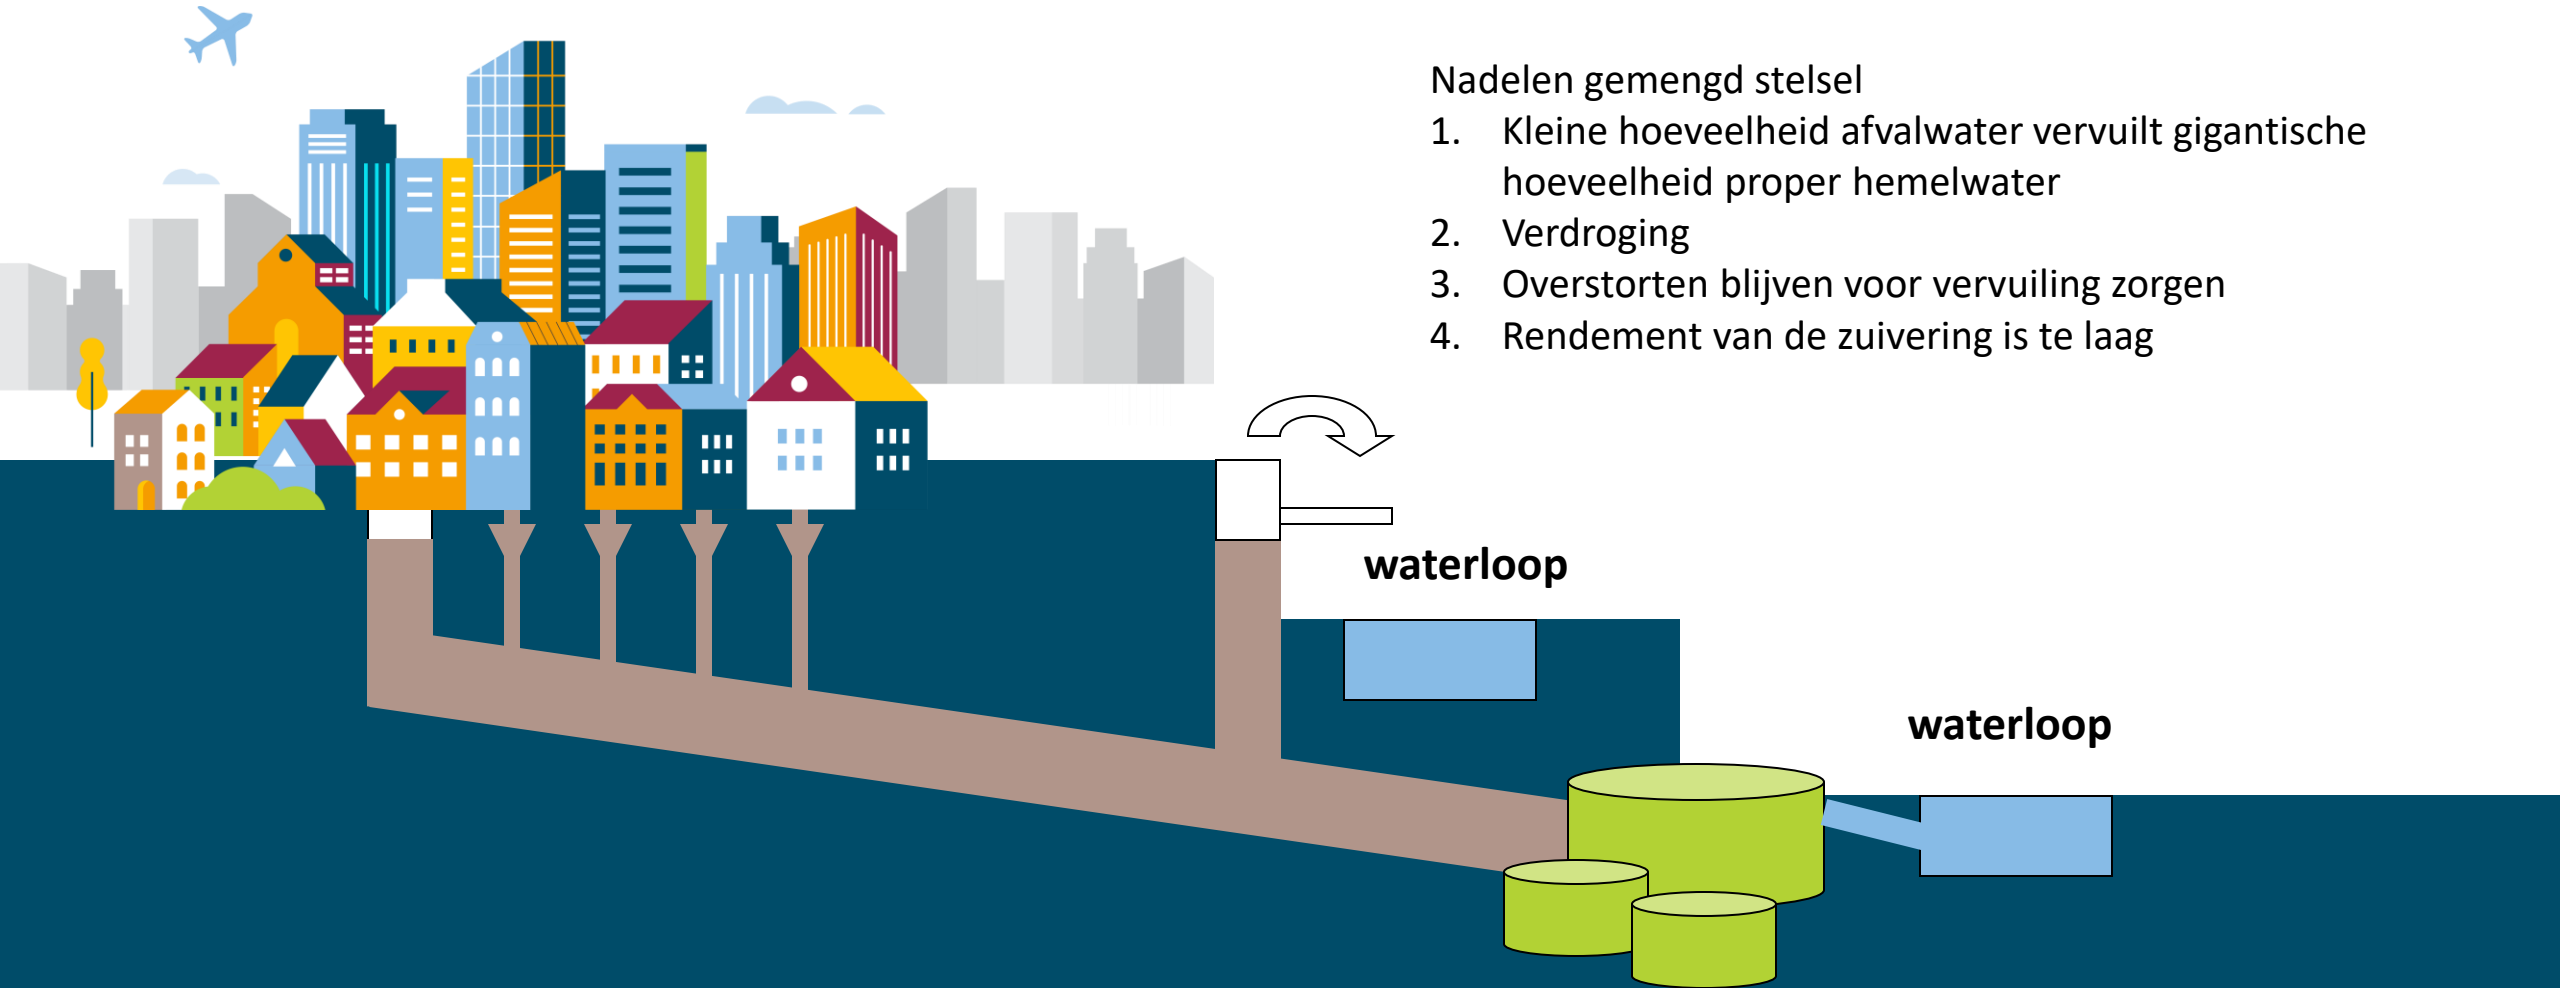 Nadelen gemengd stelsel
1. Kleine hoeveelheid afvalwater vervuilt gigantische
hoeveelheid proper hemelwater
2. Verdroging
3. Overstorten blijven voor vervuiling zorgen
4. Rendement van de zuivering is te laag
waterloop
waterloop